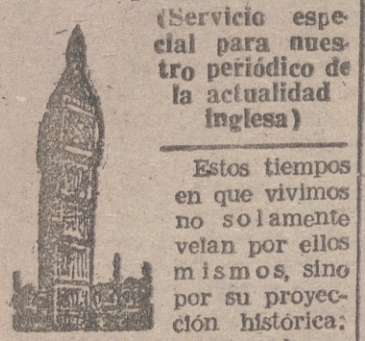 (Servicio espe-
cial para nues-
tro periódico de
la actualidad
inglesa)
Estos tiempos
en que vivimos
no solamente
velan por ellos
mismos, sino
por su proyec-
ción histórica;